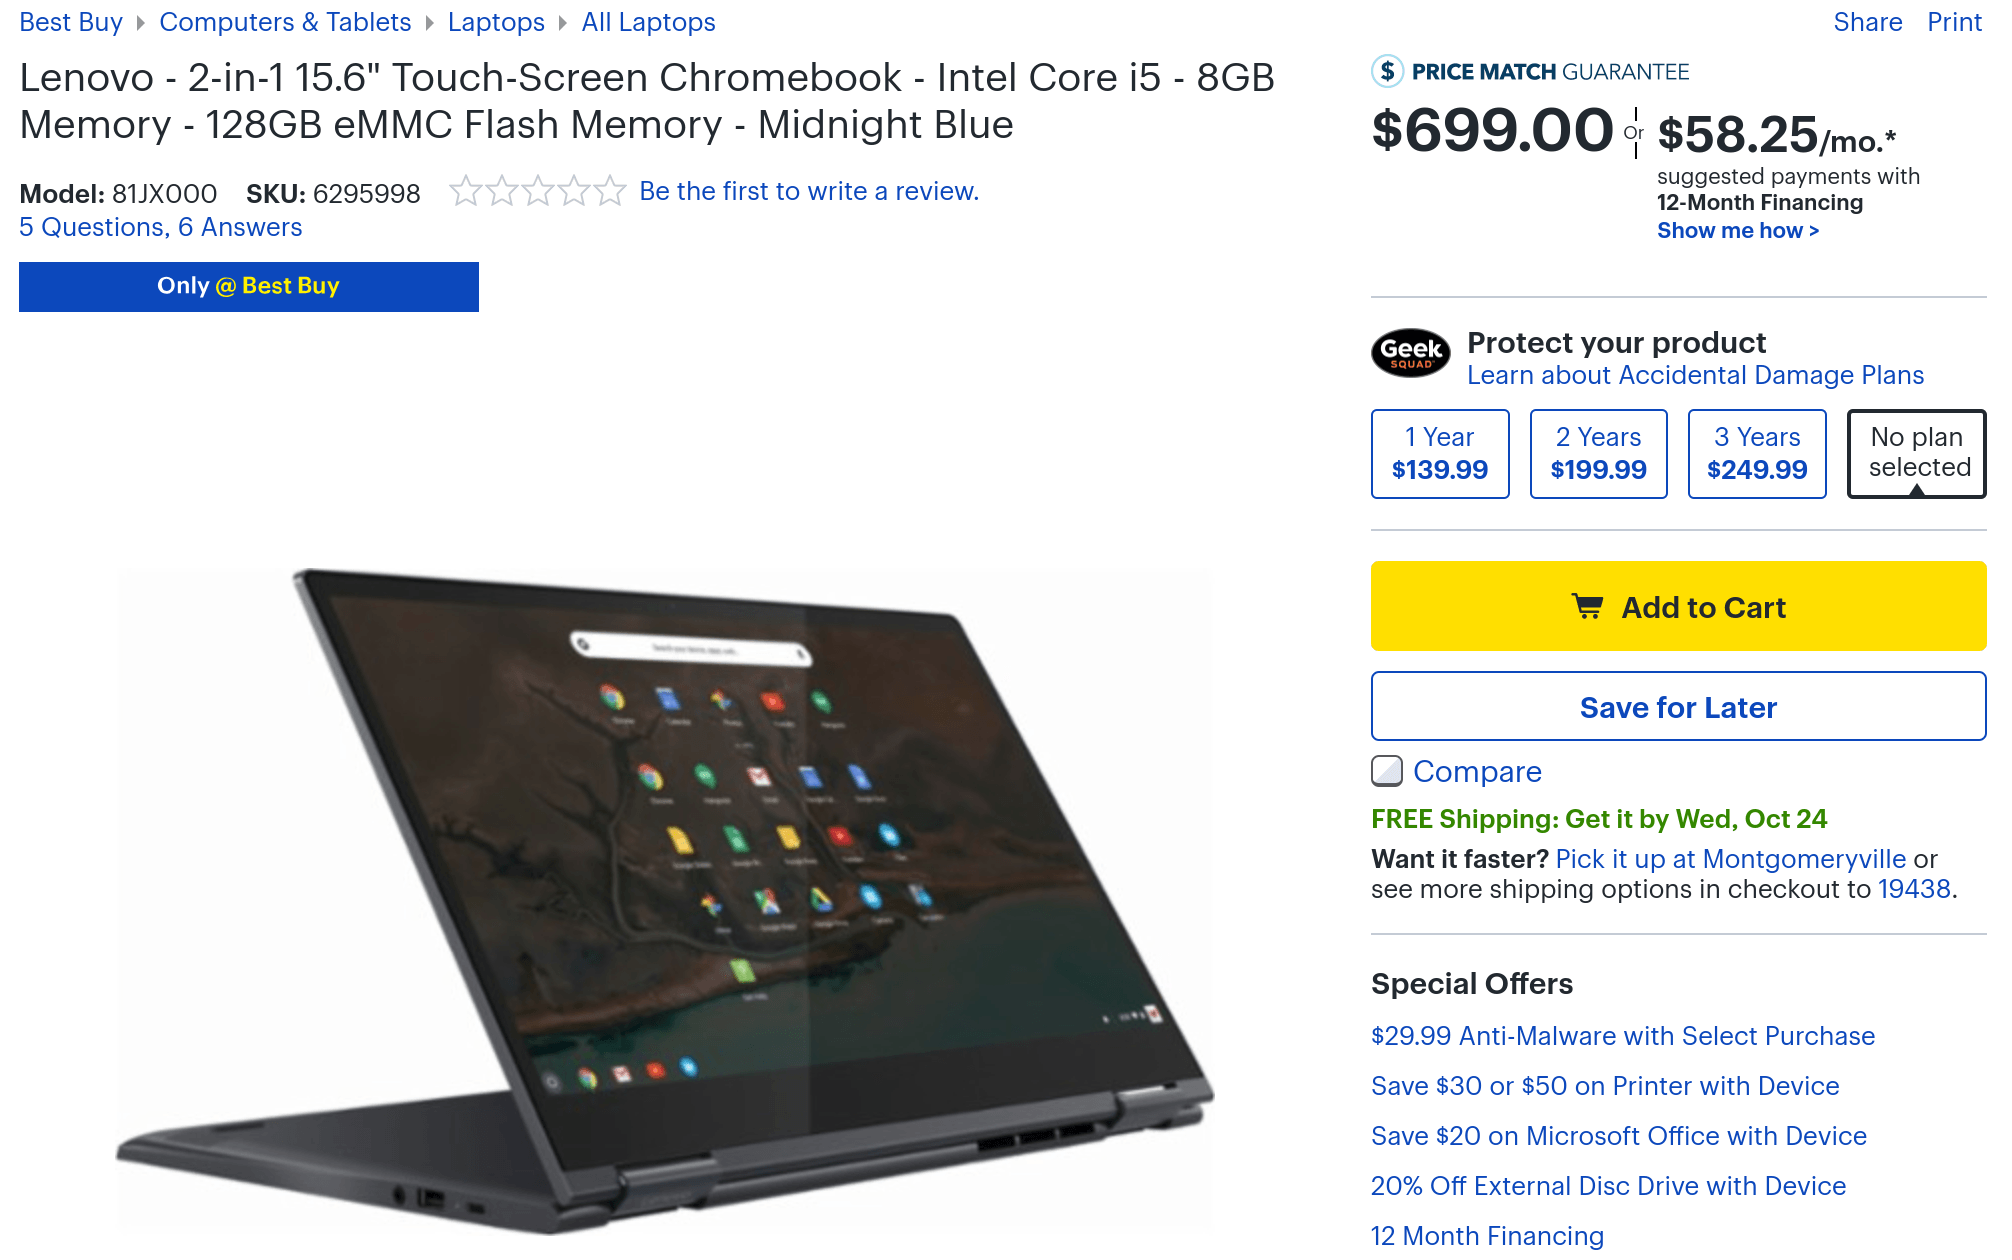 Best Buy Computers & Tablets Laptops All Laptops
Share Print
Lenovo - 2-in-1 15.6" Touch-Screen Chromebook - Intel Core i5 - 8GB
Memory - 128GB eMMC Flash Memory - Midnight Blue
Model: 81JX000 SKU: 6295998 Be the first to write a review.
5 Questions, 6 Answers
Only @ Best Buy
$ PRICE MATCH GUARANTEE
$699.00 Or $58.25/mo.*
suggested payments with
12-Month Financing
Show me how >
Geek
SQUAD
Protect your product
Learn about Accidental Damage Plans
1 Year
$139.99
2 Years
$199.99
3 Years
$249.99
No plan
selected
Add to Cart
Save for Later
Compare
FREE Shipping: Get it by Wed, Oct 24
Want it faster? Pick it up at Montgomeryville or
see more shipping options in checkout to 19438.
Special Offers
$29.99 Anti-Malware with Select Purchase
Save $30 or $50 on Printer with Device
Save $20 on Microsoft Office with Device
20% Off External Disc Drive with Device
12 Month Financing